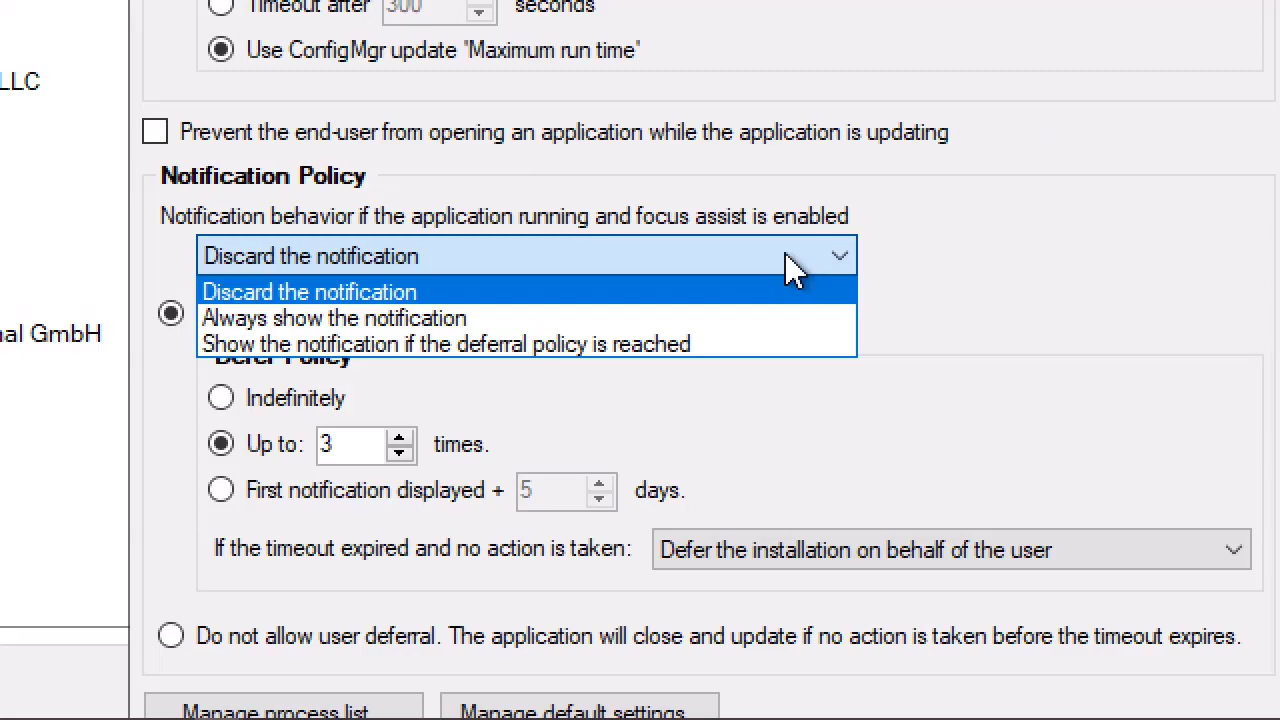 Timeout after 300 seconds
Use ConfigMgr update 'Maximum run time'
LLC
Prevent the end-user from opening an application while the application is updating
Notification Policy
Notification behavior if the application running and focus assist is enabled
Discard the notification
Discard the notification
Always show the notification
nal GmbH
Show the notification if the deferral policy is reached
Defer Policy
Indefinitely
Up to: 3 times.
First notification displayed + 5 days.
If the timeout expired and no action is taken: Defer the installation on behalf of the user
Do not allow user deferral. The application will close and update if no action is taken before the timeout expires.
Manage process list Manage default settings